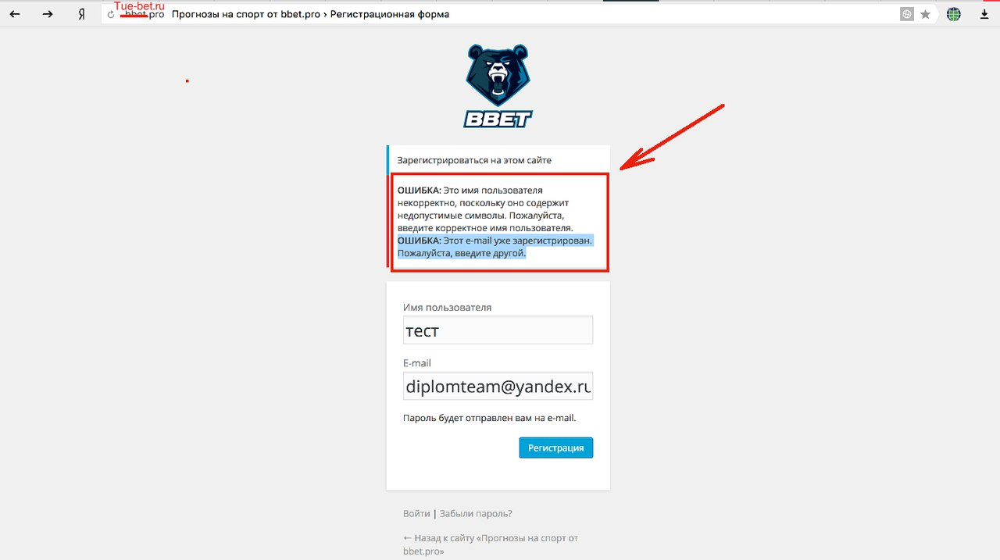 Tue-bet.ru
Я
bbet.pro Прогнозы на спорт от bbet.pro › Регистрационная форма
BBET
Зарегистрироваться на этом сайте
ОШИБКА: Это имя пользователя
некорректно, поскольку оно содержит
недопустимые символы. Пожалуйста,
введите корректное имя пользователя.
ОШИБКА: Этот e-mail уже зарегистрирован.
Пожалуйста, введите другой.
Имя пользователя
тест
E-mail
diplomteam@yandex.ru
Пароль будет отправлен вам на e-mail.
Регистрация
Войти | Забыли пароль?
← Назад к сайту «Прогнозы на спорт от
bbet.pro»